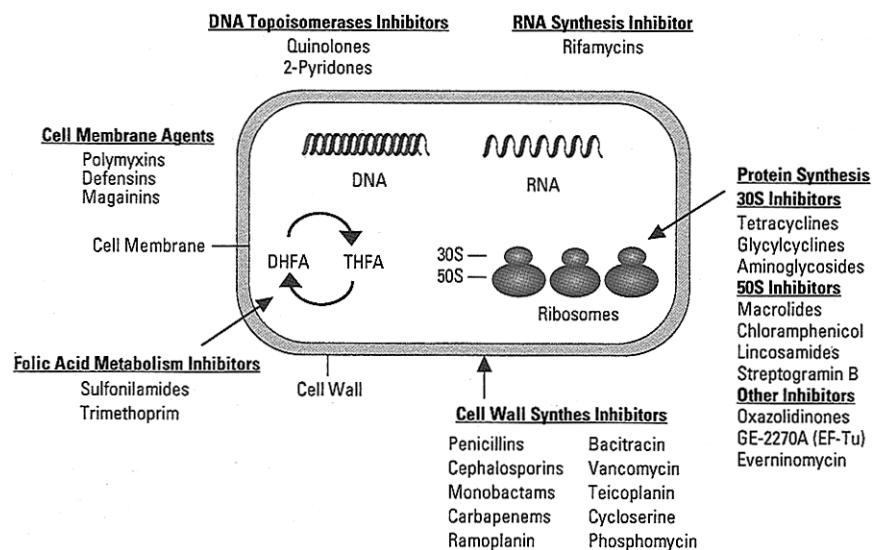 DNA Topoisomerases Inhibitors
Quinolones
2-Pyridones
RNA Synthesis Inhibitor
Rifamycins
Cell Membrane Agents
Polymyxins
Defensins
Magainins
DNA
RNA
Cell Membrane
DHFA
THFA
30S
50S
Ribosomes
Protein Synthesis
30S Inhibitors
Tetracyclines
Glycylcyclines
Aminoglycosides
50S Inhibitors
Macrolides
Chloramphenicol
Lincosamides
Streptogramin B
Other Inhibitors
Oxazolidinones
GE-2270A (EF-Tu)
Everninomycin
Folic Acid Metabolism Inhibitors
Sulfonilamides
Trimethoprim
Cell Wall
Cell Wall Synthes Inhibitors
Penicillins
Cephalosporins
Monobactams
Carbapenems
Ramoplanin
Bacitracin
Vancomycin
Teicoplanin
Cycloserine
Phosphomycin